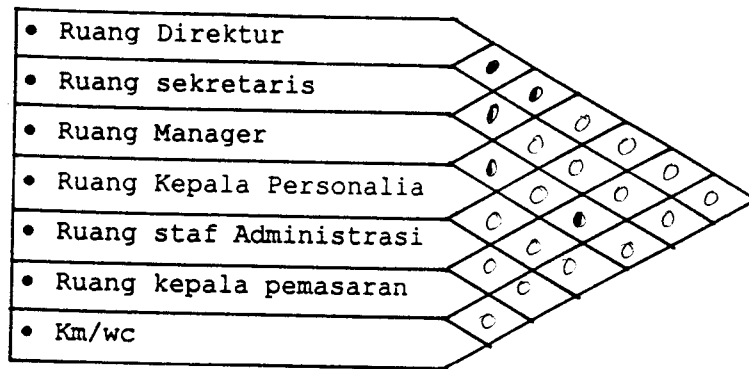 • Ruang Direktur
• Ruang sekretaris
• Ruang Manager
• Ruang Kepala Personalia
• Ruang staf Administrasi
• Ruang kepala pemasaran
• Km/wc